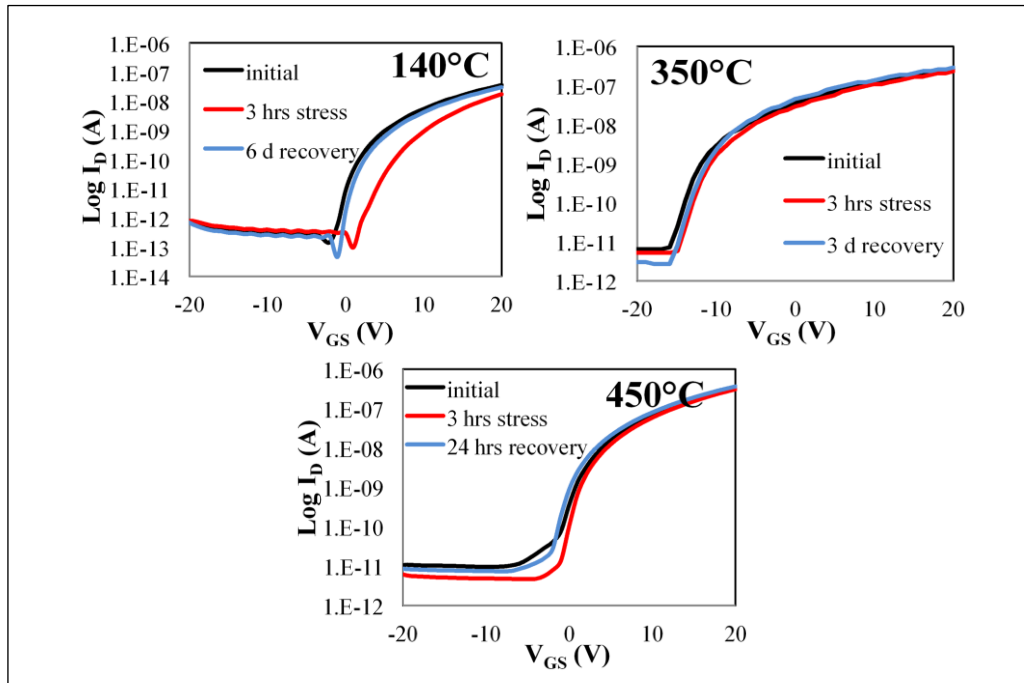 140°C
1.E-06
1.E-07
1.E-08
1.E-09
1.E-10
1.E-11
1.E-12
1.E-13
1.E-14
Log I_D (A)
initial
3 hrs stress
6 d recovery
-20 -10 0 10 20
V_GS (V)
350°C
1.E-06
1.E-07
1.E-08
1.E-09
1.E-10
1.E-11
1.E-12
Log I_D (A)
initial
3 hrs stress
3 d recovery
-20 -10 0 10 20
V_GS (V)
450°C
1.E-06
1.E-07
1.E-08
1.E-09
1.E-10
1.E-11
1.E-12
Log I_D (A)
initial
3 hrs stress
24 hrs recovery
-20 -10 0 10 20
V_GS (V)